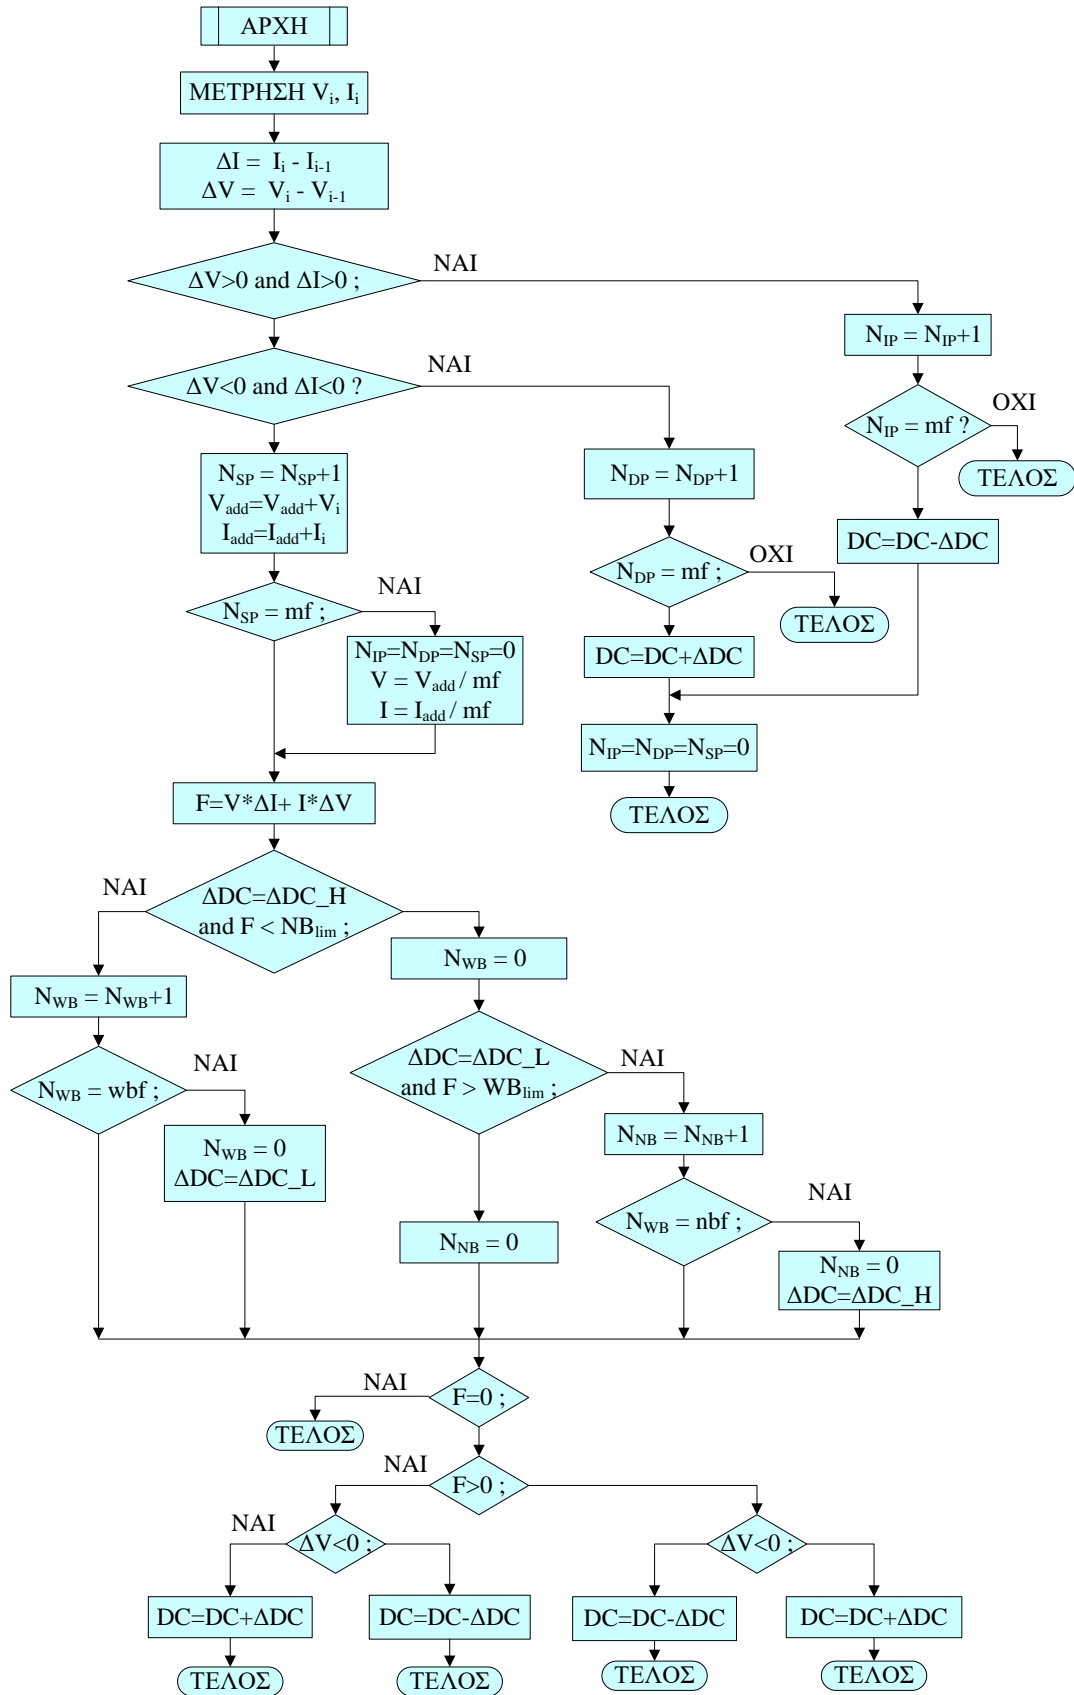 ΑΡΧΗ
ΜΕΤΡΗΣΗ Vi, Ii
ΔI = Ii - Ii-1
ΔV = Vi - Vi-1
ΔV>0 and ΔI>0 ;
ΝΑΙ
NIP = NIP+1
ΔV<0 and ΔI<0 ?
ΝΑΙ
NIP = mf ?
ΟΧΙ
ΤΕΛΟΣ
NSP = NSP+1
Vadd=Vadd+Vi
Iadd=Iadd+Ii
NDP = NDP+1
DC=DC-ΔDC
NDP = mf ;
ΟΧΙ
ΤΕΛΟΣ
NSP = mf ;
ΝΑΙ
NIP=NDP=NSP=0
V = Vadd / mf
I = Iadd / mf
DC=DC+ΔDC
NIP=NDP=NSP=0
ΤΕΛΟΣ
F=V*ΔI+ I*ΔV
ΝΑΙ
ΔDC=ΔDC_H
and F < NBlim ;
NWB = 0
NWB = NWB+1
ΔDC=ΔDC_L
and F > WBlim ;
ΝΑΙ
NWB = wbf ;
ΝΑΙ
NWB = 0
ΔDC=ΔDC_L
NNB = NNB+1
NWB = nbf ;
ΝΑΙ
NNB = 0
NNB = 0
ΔDC=ΔDC_H
ΝΑΙ
F=0 ;
ΤΕΛΟΣ
ΝΑΙ
F>0 ;
ΝΑΙ
ΔV<0 ;
ΔV<0 ;
DC=DC+ΔDC
DC=DC-ΔDC
DC=DC-ΔDC
DC=DC+ΔDC
ΤΕΛΟΣ
ΤΕΛΟΣ
ΤΕΛΟΣ
ΤΕΛΟΣ